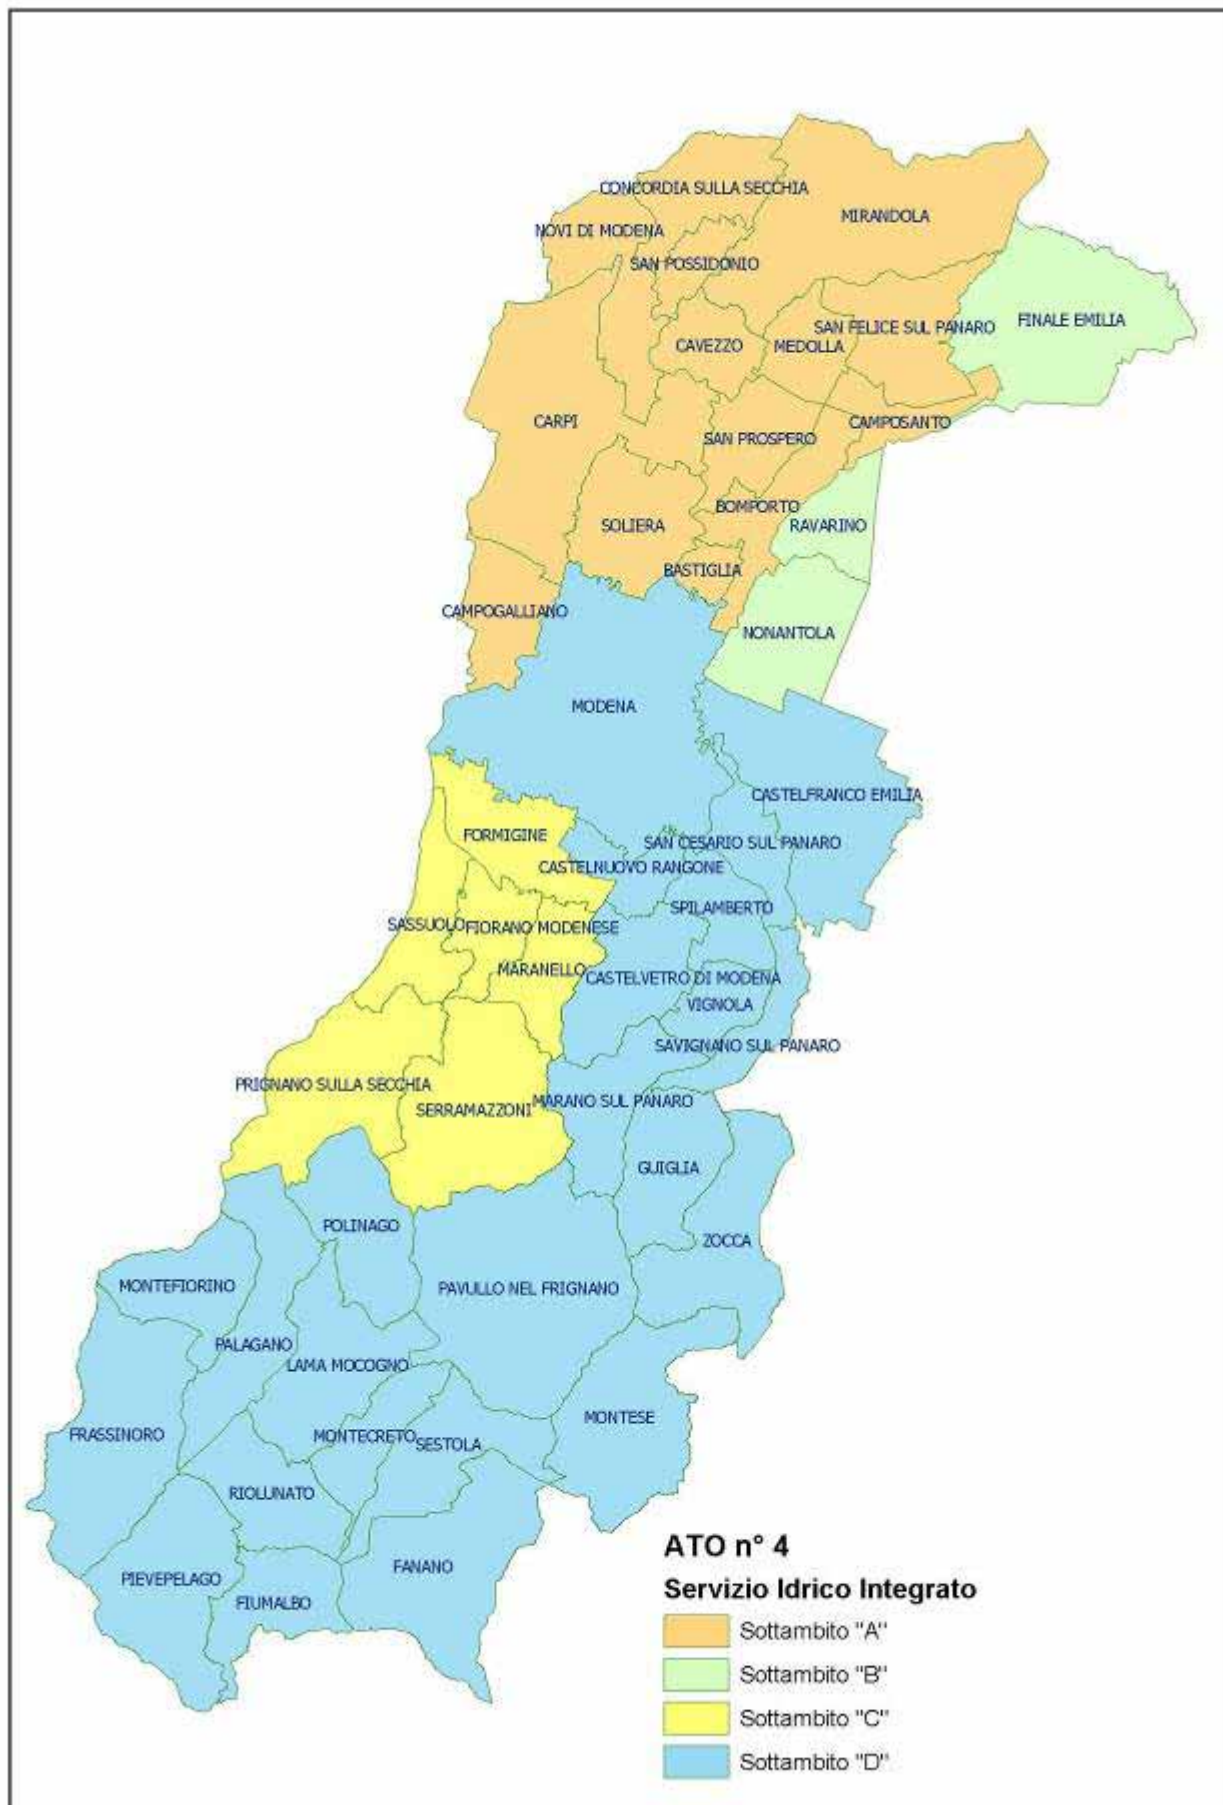 CONCORDIA SULLA SECCHIA
MIRANDOLA
NOVI DI MODENA
SAN POSSIDONIO
FINALE EMILIA
SAN FELICE SUL PANARO
CAVEZZO
MEDOLLA
CARPI
CAMPOSANTO
SAN PROSPERO
BOMPORTO
SOLIERA
RAVARINO
BASTIGLIA
CAMPOGALLIANO
NONANTOLA
MODENA
CASTELFRANCO EMILIA
FORMIGINE
SAN CESARIO SUL PANARO
CASTELNUOVO RANGONE
SPILAMBERTO
SASSUOLO
FIORANO MODENESE
MARANELLO
CASTELVETRO DI MODENA
VIGNOLA
SAVIGNANO SUL PANARO
PRIGNANO SULLA SECCHIA
MARANO SUL PANARO
SERRAMAZZONI
GUIGLIA
POLINAGO
ZOCCA
MONTEFIORINO
PAVULLO NEL FRIGNANO
PALAGANO
LAMA MOCOGNO
MONTESE
FRASSINORO
MONTECRETO
SESTOLA
RIOLUNATO
FANANO
PIEVEPELAGO
FIUMALBO
ATO n° 4
Servizio Idrico Integrato
Sottambito "A"
Sottambito "B"
Sottambito "C"
Sottambito "D"